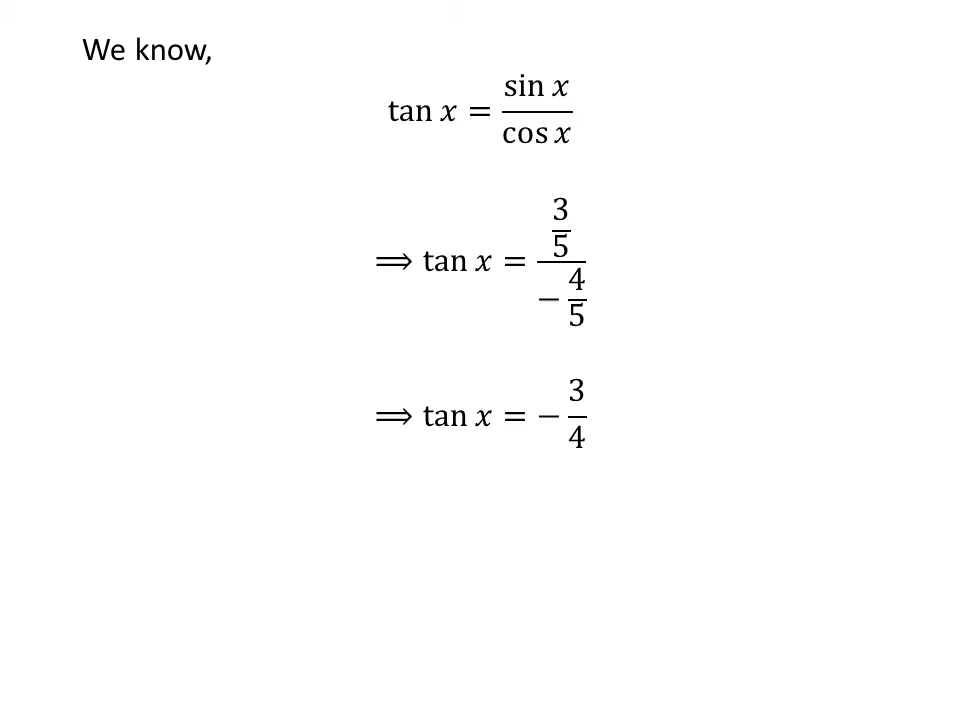 We know,
tan x = sin x / cos x
⟹ tan x = (3/5) / (−4/5)
⟹ tan x = −3/4